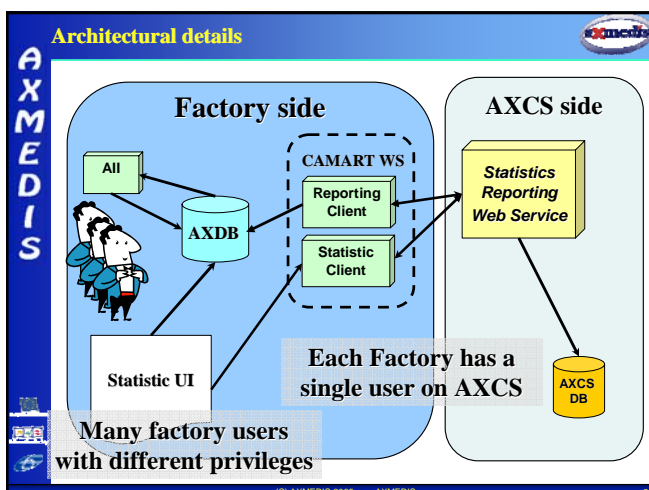 Architectural details
axmedis
AXMEDIS
Factory side
AXCS side
All
CAMART WS
Reporting
Client
AXDB
Statistic
Client
Statistics
Reporting
Web Service
Statistic UI
Each Factory has a
single user on AXCS
AXCS
DB
Many factory users
with different privileges